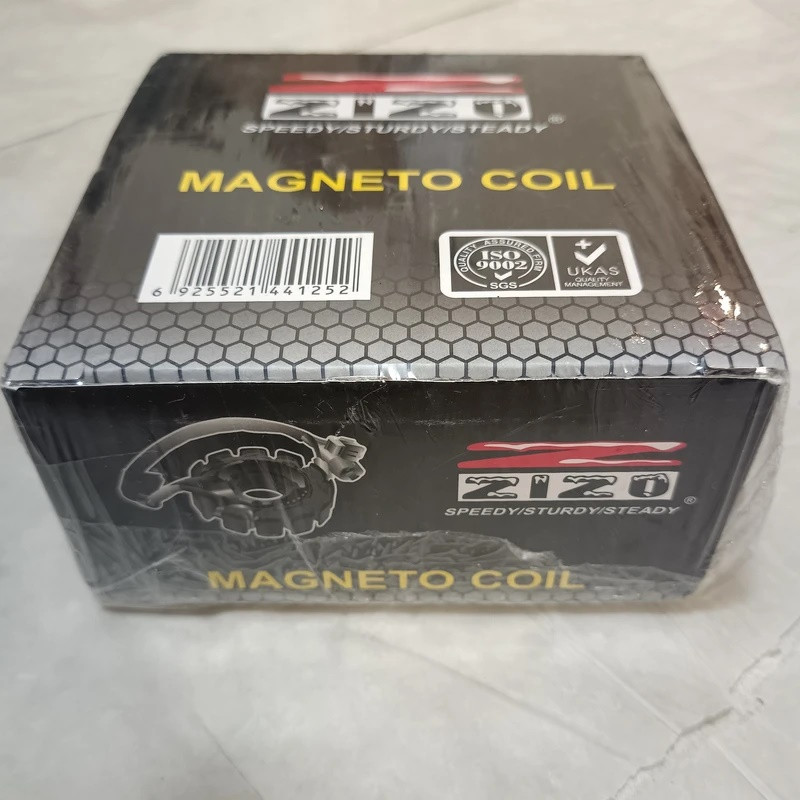 ZIZO®
SPEEDY/STURDY/STEADY
MAGNETO COIL
6 925521 441252
QUALITY ASSURED FIRM
ISO
9002
SGS
UKAS
QUALITY
MANAGEMENT
ZIZO®
SPEEDY/STURDY/STEADY
MAGNETO COIL